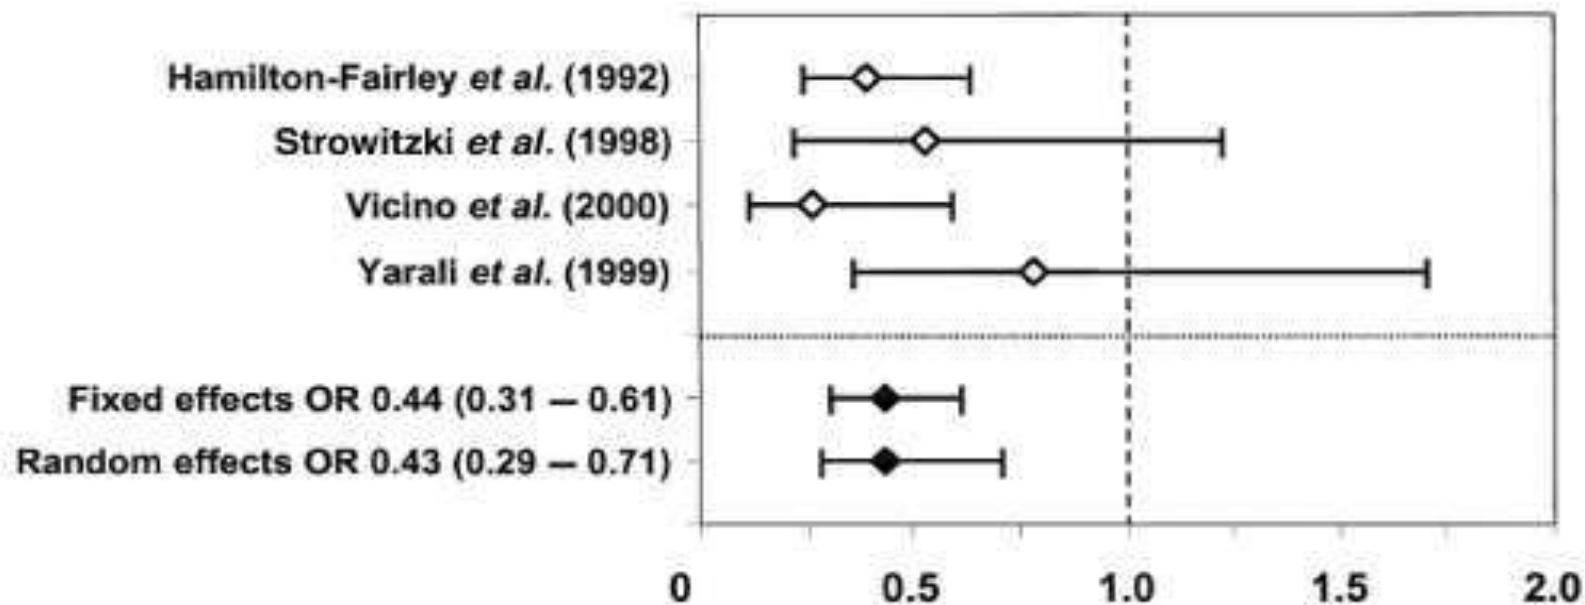 Hamilton-Fairley et al. (1992)
Strowitzki et al. (1998)
Vicino et al. (2000)
Yarali et al. (1999)
Fixed effects OR 0.44 (0.31 — 0.61)
Random effects OR 0.43 (0.29 — 0.71)
0 0.5 1.0 1.5 2.0